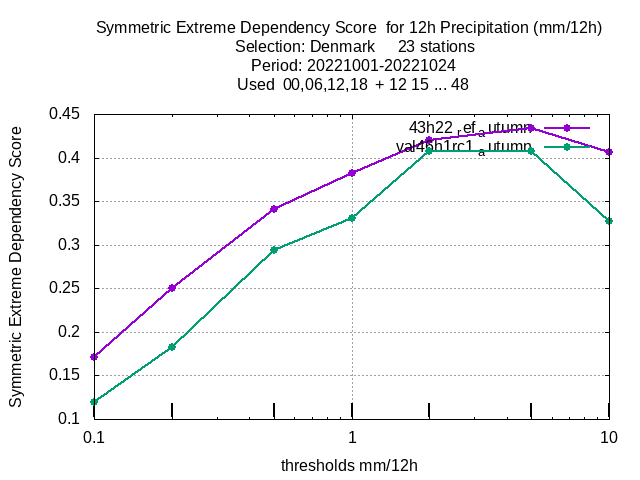 Symmetric Extreme Dependency Score for 12h Precipitation (mm/12h)
Selection: Denmark 23 stations
Period: 20221001-20221024
Used 00,06,12,18 + 12 15 ... 48
0.45
0.4
0.35
0.3
0.25
0.2
0.15
0.1
Symmetric Extreme Dependency Score
43h22_ref_autumn
val46h1rc1_autumn
0.1 1 10
thresholds mm/12h